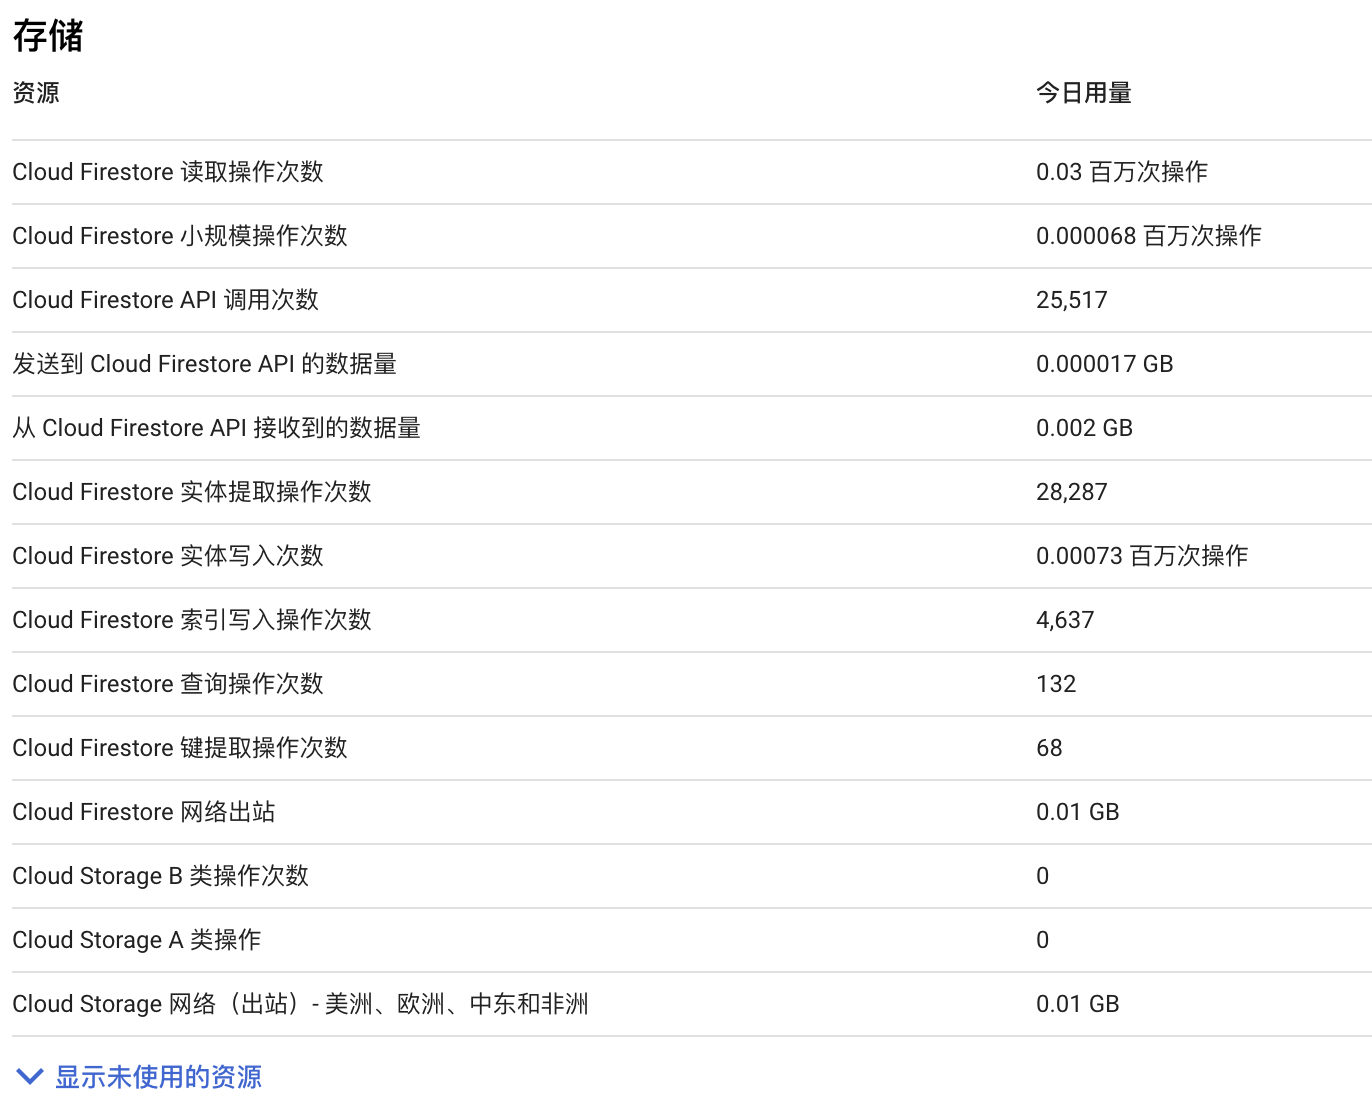 存储
资源 今日用量
Cloud Firestore 读取操作次数 0.03 百万次操作
Cloud Firestore 小规模操作次数 0.000068 百万次操作
Cloud Firestore API 调用次数 25,517
发送到 Cloud Firestore API 的数据量 0.000017 GB
从 Cloud Firestore API 接收到的数据量 0.002 GB
Cloud Firestore 实体提取操作次数 28,287
Cloud Firestore 实体写入次数 0.00073 百万次操作
Cloud Firestore 索引写入操作次数 4,637
Cloud Firestore 查询操作次数 132
Cloud Firestore 键提取操作次数 68
Cloud Firestore 网络出站 0.01 GB
Cloud Storage B 类操作次数 0
Cloud Storage A 类操作 0
Cloud Storage 网络（出站）- 美洲、欧洲、中东和非洲 0.01 GB
显示未使用的资源